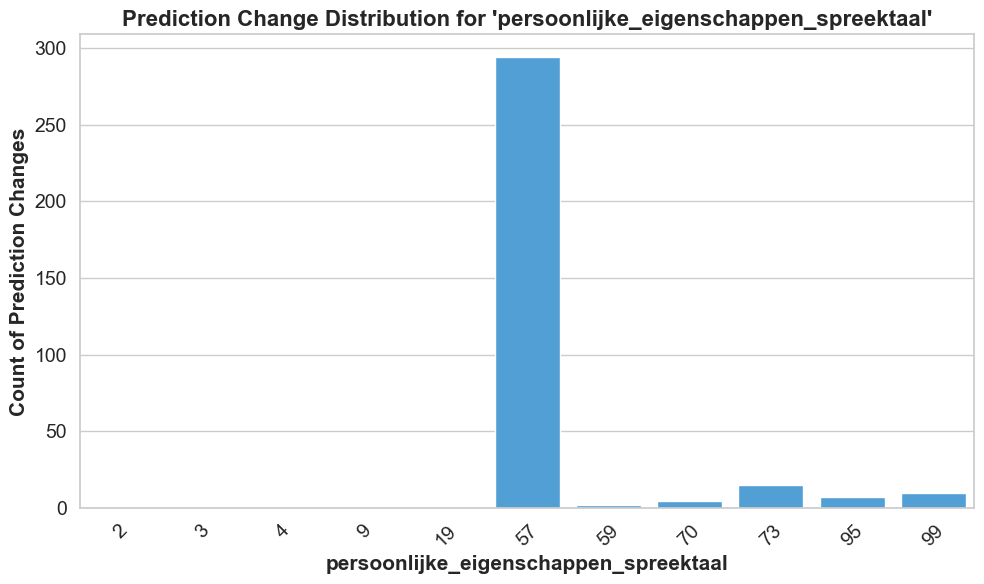 Prediction Change Distribution for 'persoonlijke_eigenschappen_spreektaal'
Count of Prediction Changes
300
250
200
150
100
50
0
2 3 4 9 19 57 59 70 73 95 99
persoonlijke_eigenschappen_spreektaal